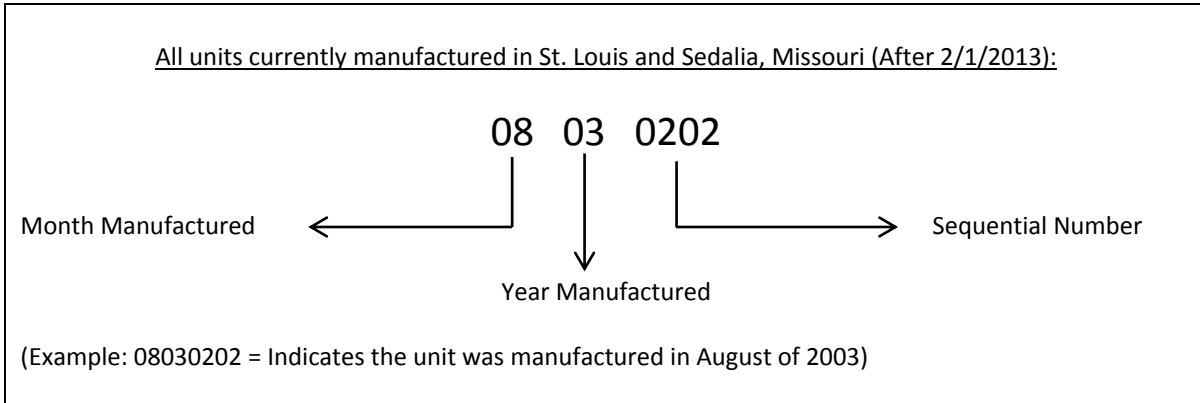 All units currently manufactured in St. Louis and Sedalia, Missouri (After 2/1/2013):
08 03 0202
Month Manufactured
Sequential Number
Year Manufactured
(Example: 08030202 = Indicates the unit was manufactured in August of 2003)